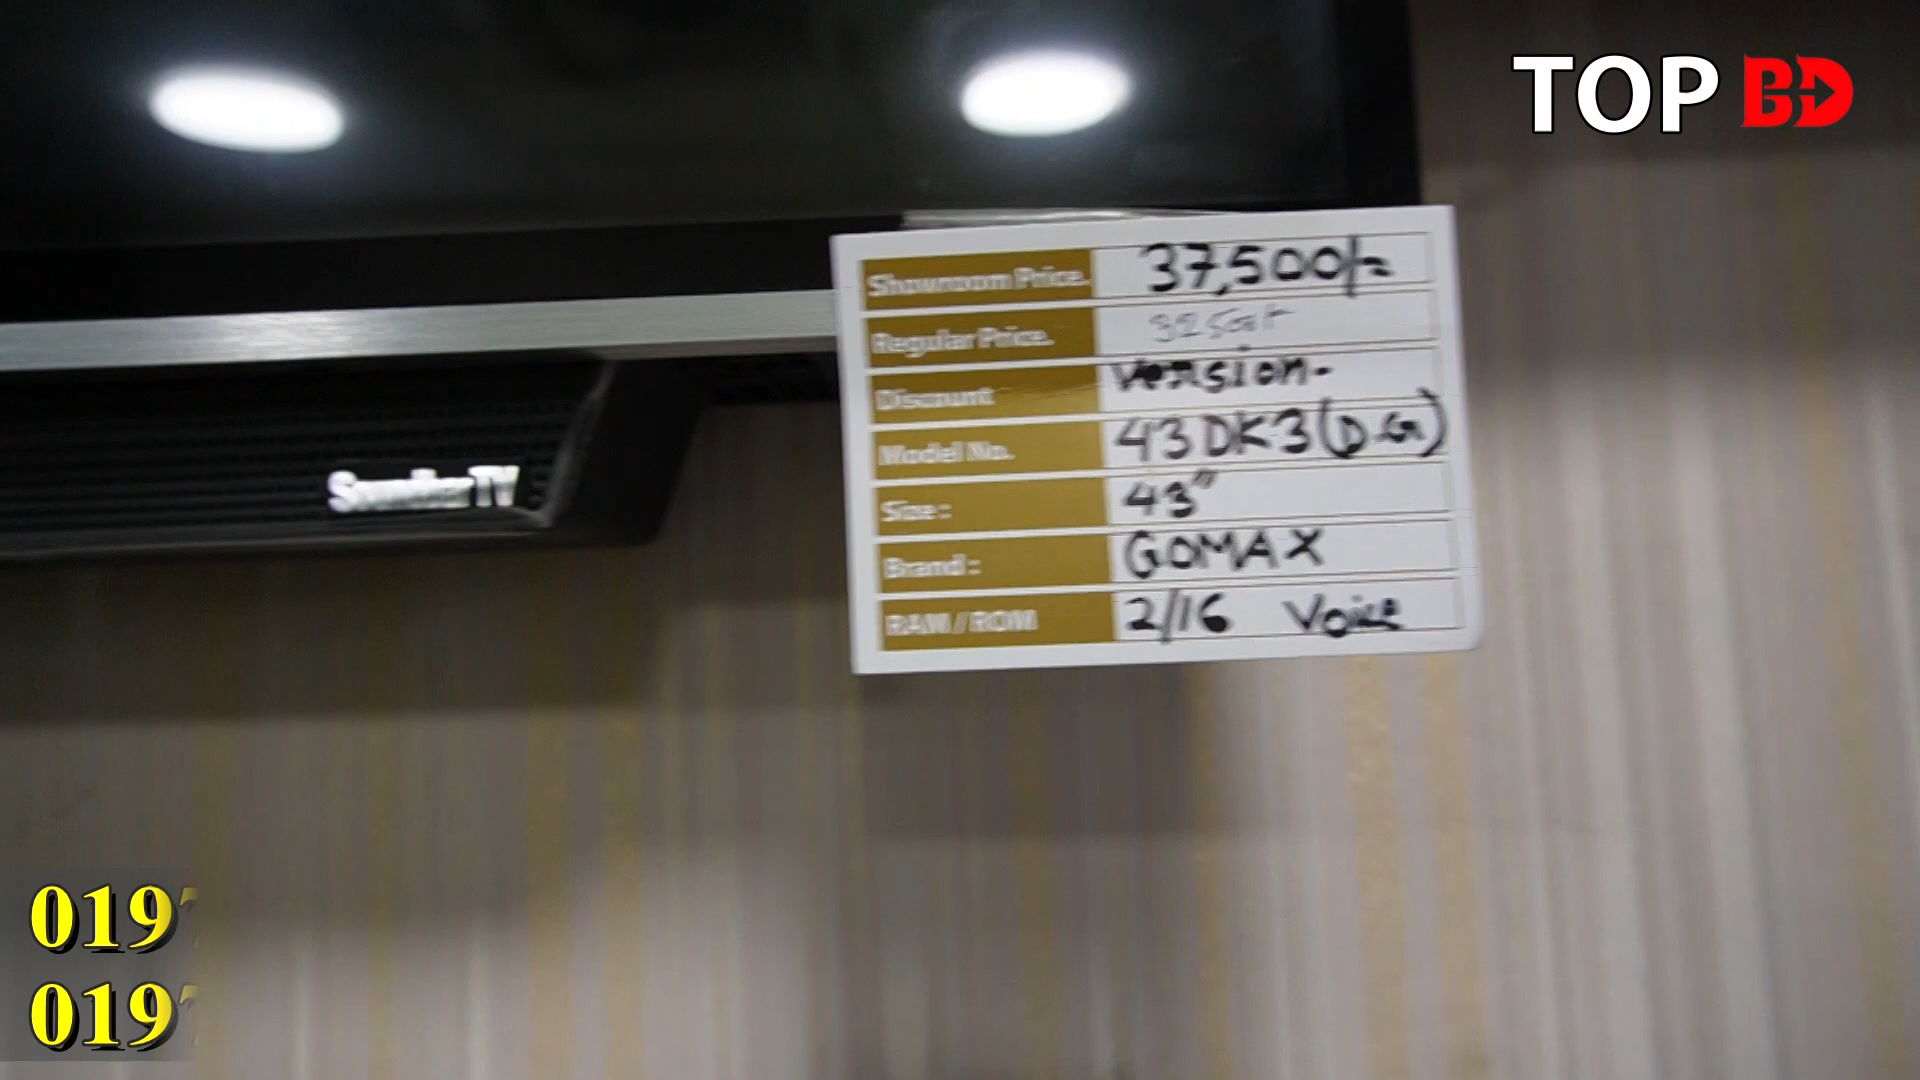 TOP BD
Showroom Price. 37,500/=
Regular Price. 32500/-
Discount version-
Model No. 43DK3(D.G)
Size: 43"
Brand: GOMAX
RAM/ROM 2/16 Voice
019
019